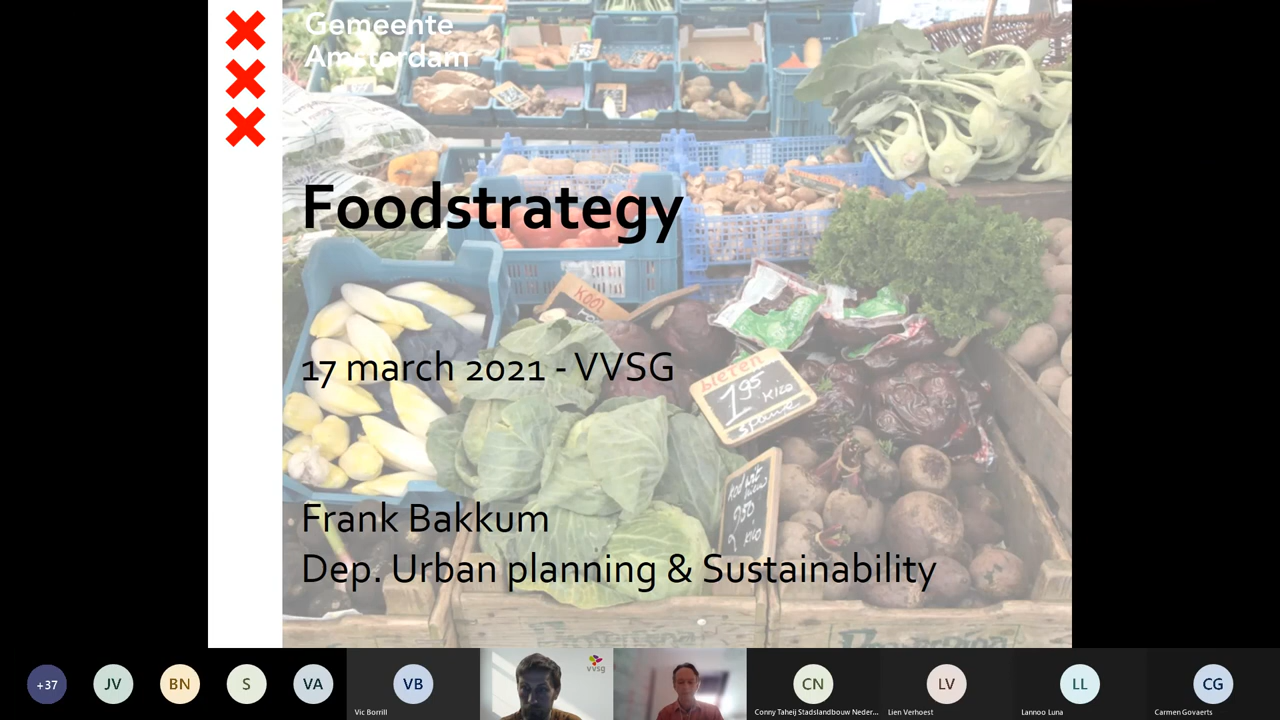 Gemeente
Amsterdam
Foodstrategy
KOOL
17 march 2021 - VVSG
bieten
1 95 KILO
Frank Bakkum
Dep. Urban planning & Sustainability
vvsg
+37
JV
BN
S
VA
VB
CN
LV
LL
CG
Vic Borrill
Conny Taheij Stadslandbouw Neder...
Lien Verhoest
Lannoo Luna
Carmen Govaerts